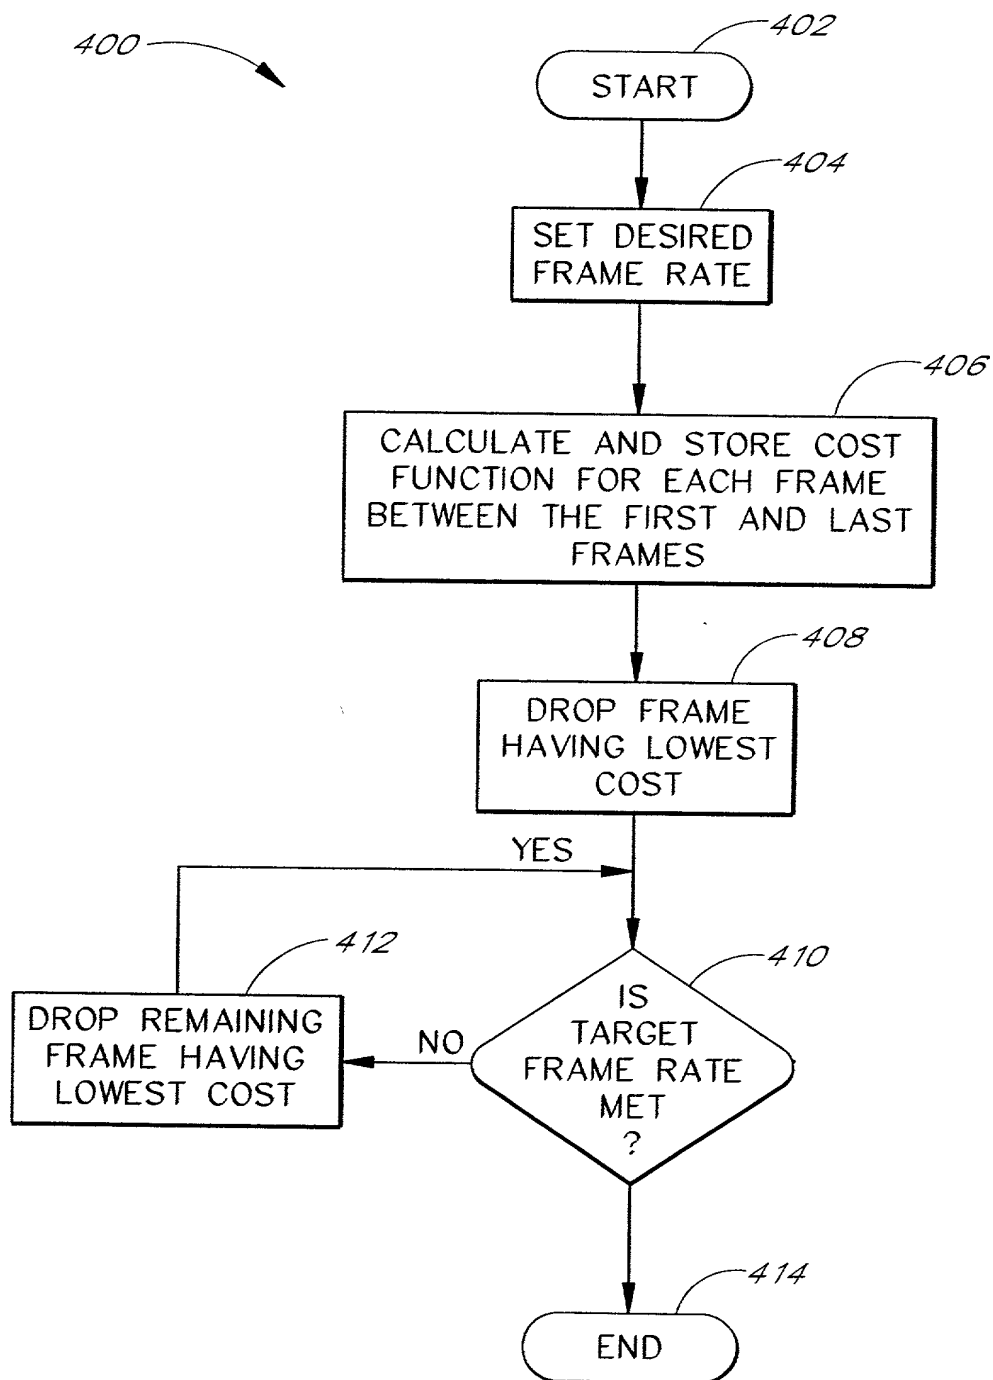 400
402
START
404
SET DESIRED
FRAME RATE
406
CALCULATE AND STORE COST
FUNCTION FOR EACH FRAME
BETWEEN THE FIRST AND LAST
FRAMES
408
DROP FRAME
HAVING LOWEST
COST
YES
412
DROP REMAINING
FRAME HAVING
LOWEST COST
NO
410
IS
TARGET
FRAME RATE
MET
?
414
END